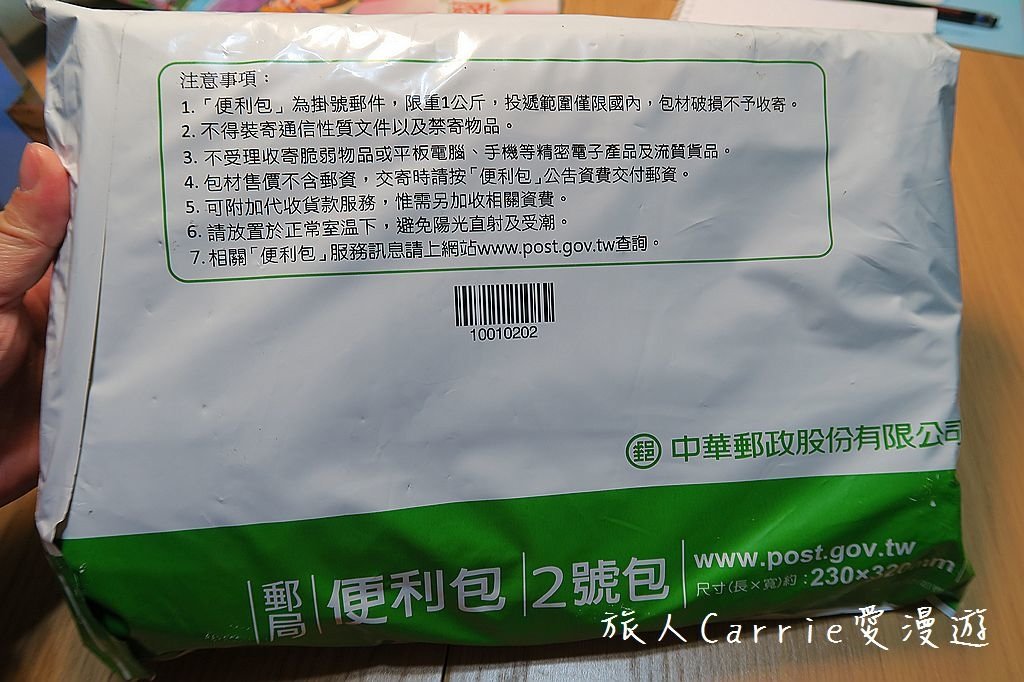 注意事項：
1.「便利包」為掛號郵件，限重1公斤，投遞範圍僅限國內，包材破損不予收寄。
2. 不得裝寄通信性質文件以及禁寄物品。
3. 不受理收寄脆弱物品或平板電腦、手機等精密電子產品及流質貨品。
4. 包材售價不含郵資，交寄時請按「便利包」公告資費交付郵資。
5. 可附加代收貨款服務，惟需另加收相關資費。
6. 請放置於正常室溫下，避免陽光直射及受潮。
7. 相關「便利包」服務訊息請上網站www.post.gov.tw查詢。
10010202
中華郵政股份有限公司
郵局 便利包 2號包
www.post.gov.tw
尺寸(長×寬)約：230×320mm
旅人Carrie愛漫遊